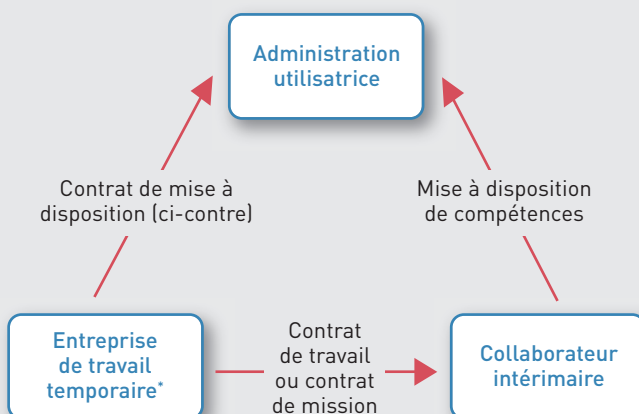 Administration
utilisatrice
Contrat de mise à
disposition (ci-contre)
Mise à disposition
de compétences
Entreprise
de travail
temporaire*
Contrat
de travail
ou contrat
de mission
Collaborateur
intérimaire